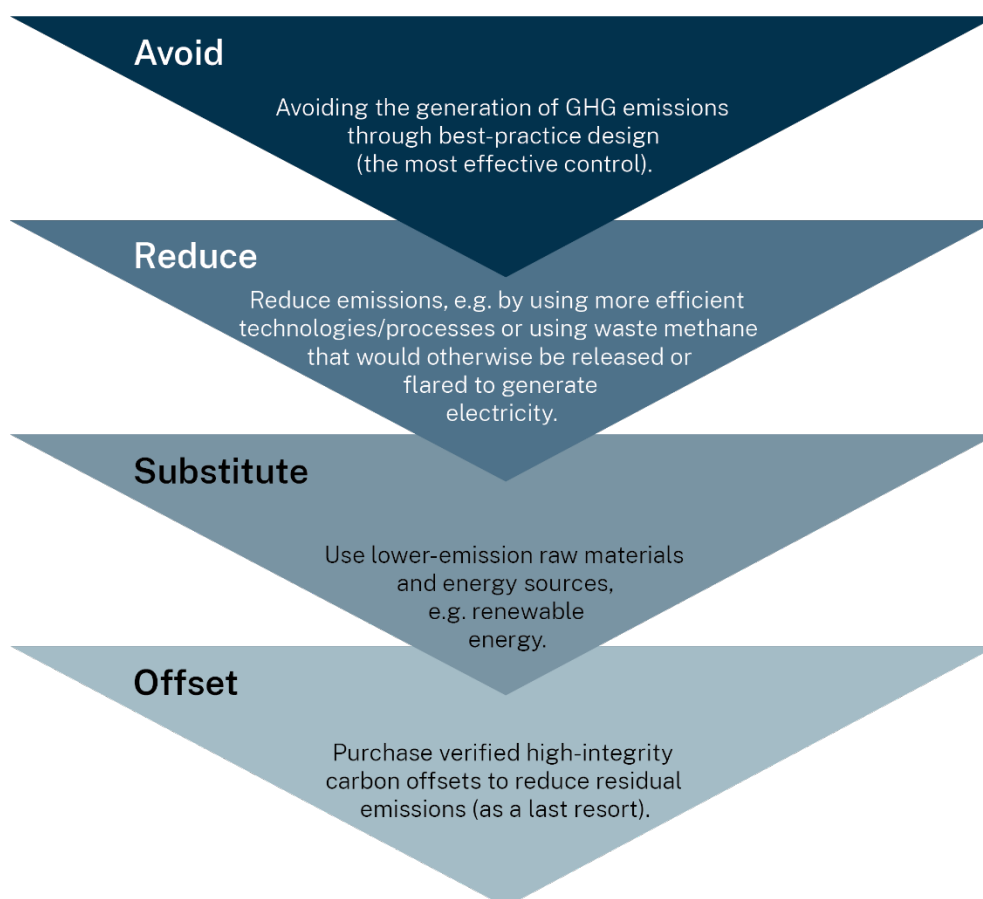 Avoid
Avoiding the generation of GHG emissions
through best-practice design
(the most effective control).
Reduce
Reduce emissions, e.g. by using more efficient
technologies/processes or using waste methane
that would otherwise be released or
flared to generate
electricity.
Substitute
Use lower-emission raw materials
and energy sources,
e.g. renewable
energy.
Offset
Purchase verified high-integrity
carbon offsets to reduce residual
emissions (as a last resort).